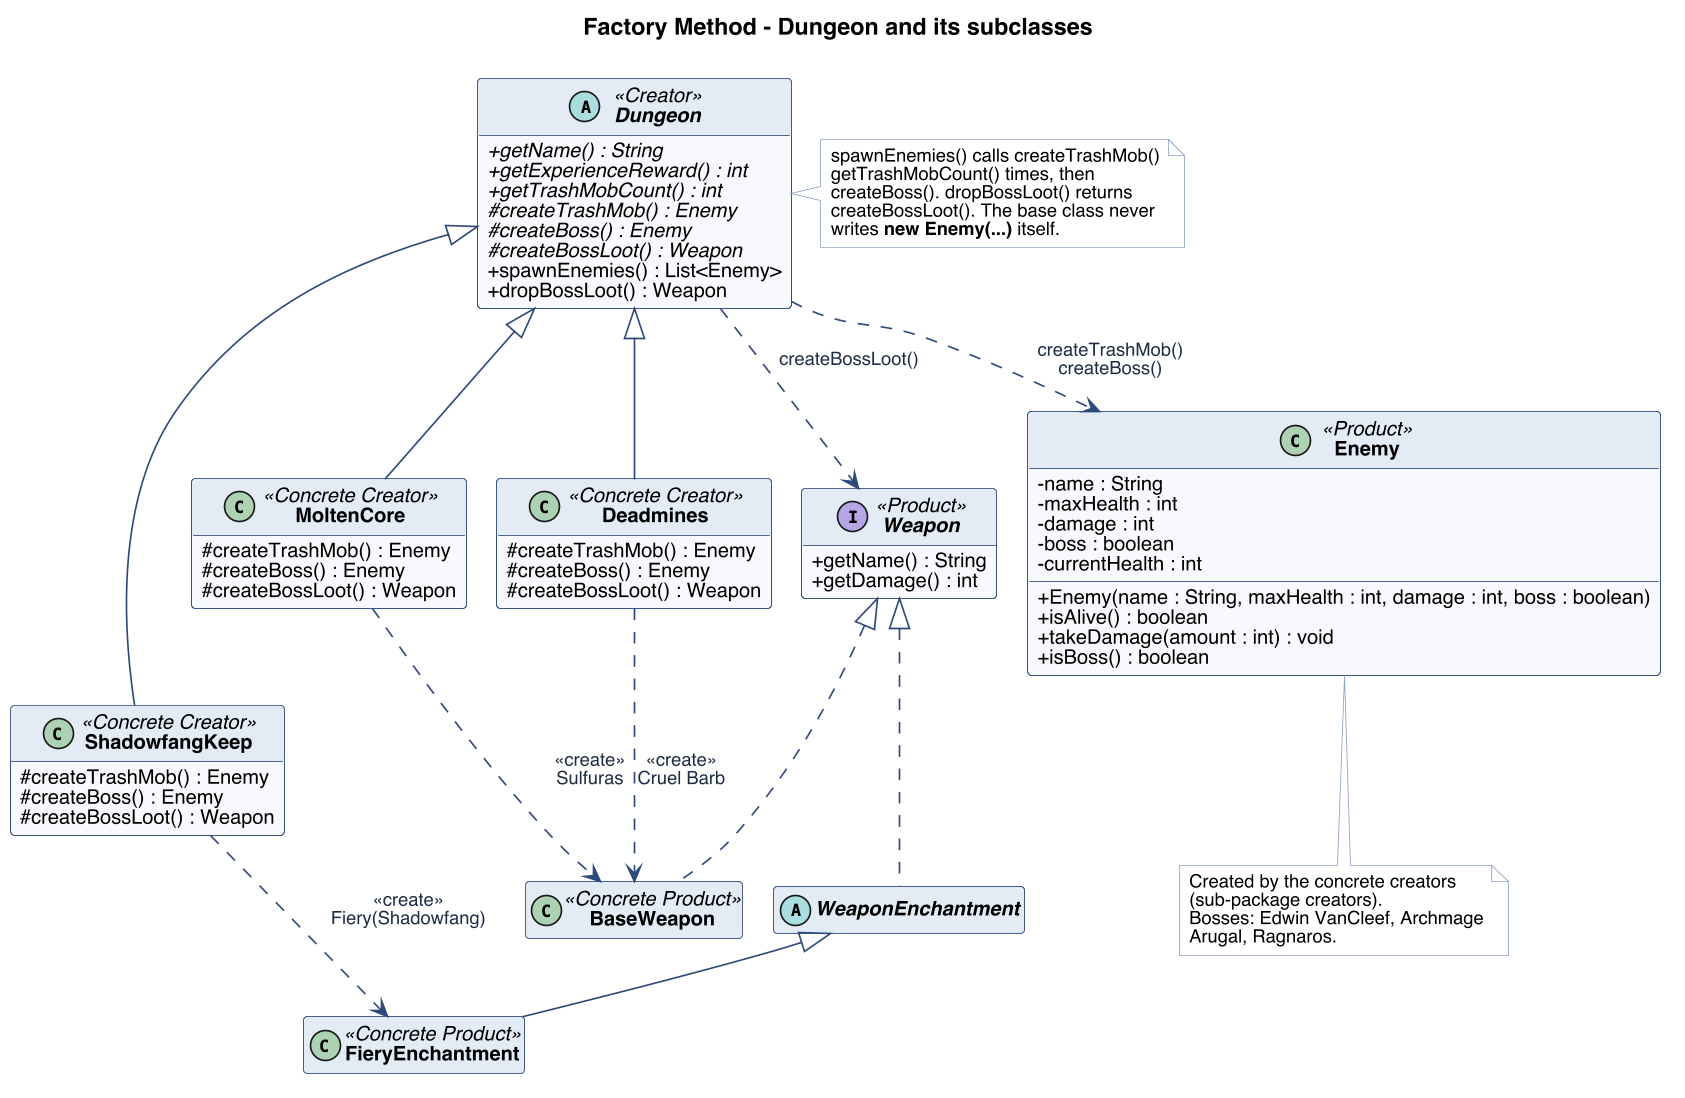 Factory Method - Dungeon and its subclasses
A
«Creator»
Dungeon
+getName() : String
+getExperienceReward() : int
+getTrashMobCount() : int
#createTrashMob() : Enemy
#createBoss() : Enemy
#createBossLoot() : Weapon
+spawnEnemies() : List<Enemy>
+dropBossLoot() : Weapon
spawnEnemies() calls createTrashMob()
getTrashMobCount() times, then
createBoss(). dropBossLoot() returns
createBossLoot(). The base class never
writes new Enemy(...) itself.
createBossLoot()
createTrashMob()
createBoss()
C
«Concrete Creator»
MoltenCore
#createTrashMob() : Enemy
#createBoss() : Enemy
#createBossLoot() : Weapon
C
«Concrete Creator»
Deadmines
#createTrashMob() : Enemy
#createBoss() : Enemy
#createBossLoot() : Weapon
I
«Product»
Weapon
+getName() : String
+getDamage() : int
C
«Product»
Enemy
-name : String
-maxHealth : int
-damage : int
-boss : boolean
-currentHealth : int
+Enemy(name : String, maxHealth : int, damage : int, boss : boolean)
+isAlive() : boolean
+takeDamage(amount : int) : void
+isBoss() : boolean
C
«Concrete Creator»
ShadowfangKeep
#createTrashMob() : Enemy
#createBoss() : Enemy
#createBossLoot() : Weapon
«create»
Sulfuras
«create»
Cruel Barb
«create»
Fiery(Shadowfang)
C
«Concrete Product»
BaseWeapon
A
WeaponEnchantment
Created by the concrete creators
(sub-package creators).
Bosses: Edwin VanCleef, Archmage
Arugal, Ragnaros.
C
«Concrete Product»
FieryEnchantment